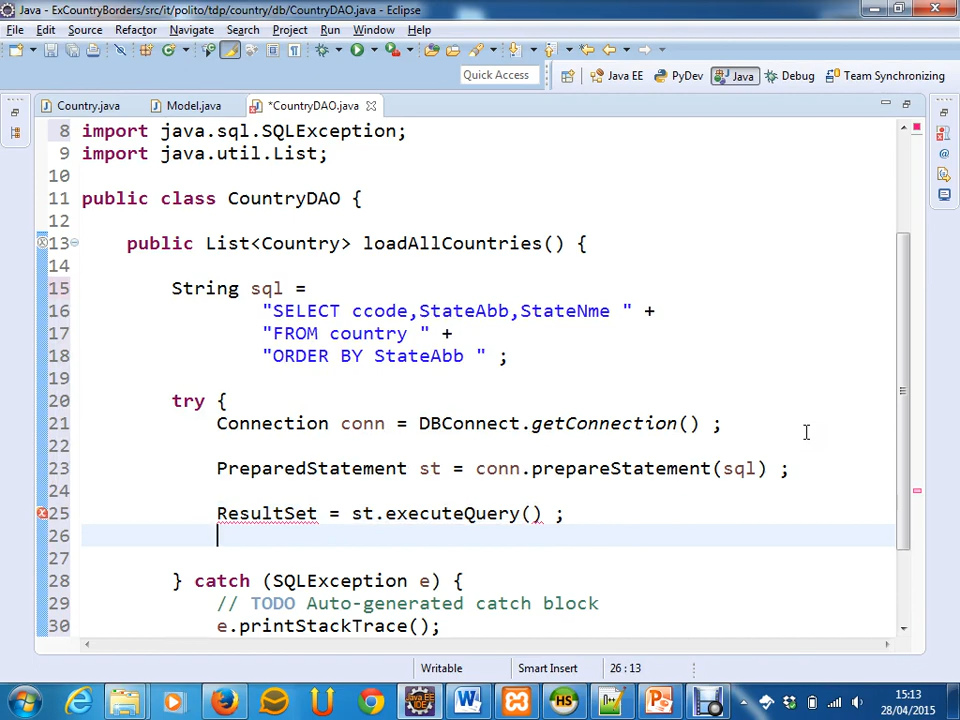 Java - ExCountryBorders/src/it/polito/tdp/country/db/CountryDAO.java - Eclipse
File Edit Source Refactor Navigate Search Project Run Window Help
Quick Access Java EE PyDev Java Debug Team Synchronizing
Country.java Model.java *CountryDAO.java
8 import java.sql.SQLException;
9 import java.util.List;
10
11 public class CountryDAO {
12
13 public List<Country> loadAllCountries() {
14
15 String sql =
16 "SELECT ccode,StateAbb,StateNme " +
17 "FROM country " +
18 "ORDER BY StateAbb " ;
19
20 try {
21 Connection conn = DBConnect.getConnection() ;
22
23 PreparedStatement st = conn.prepareStatement(sql) ;
24
25 ResultSet = st.executeQuery() ;
26
27
28 } catch (SQLException e) {
29 // TODO Auto-generated catch block
30 e.printStackTrace();
Writable Smart Insert 26 : 13
15:13
28/04/2015